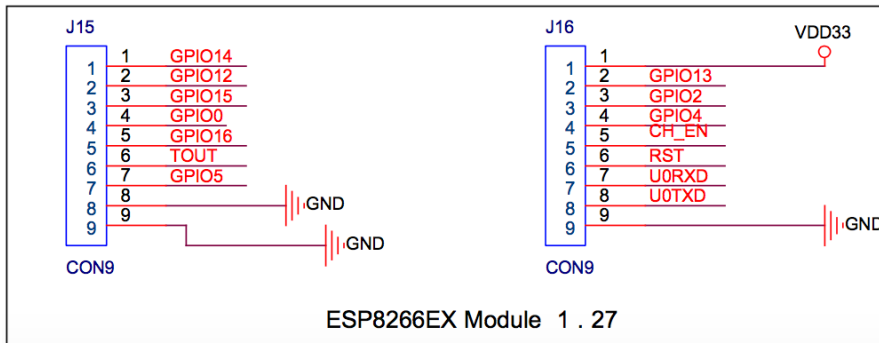 J15
1 GPIO14
1
2 GPIO12
2
3 GPIO15
3
4 GPIO0
4
5 GPIO16
5
6 TOUT
6
7 GPIO5
7
8
8 GND
9
9 GND
CON9
J16
VDD33
1
1
2 GPIO13
2
3 GPIO2
3
4 GPIO4
4
5 CH_EN
5
6 RST
6
7 U0RXD
7
8 U0TXD
8
9
9 GND
CON9
ESP8266EX Module 1 . 27